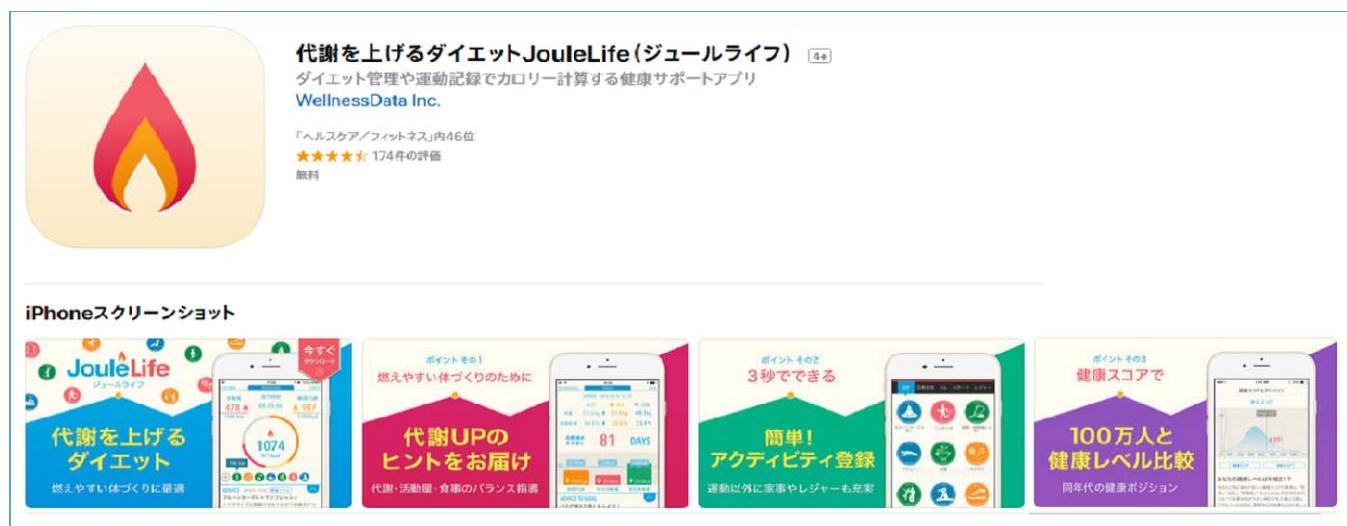 代謝を上げるダイエットJouleLife(ジュールライフ) 4+
ダイエット管理や運動記録でカロリー計算する健康サポートアプリ
WellnessData Inc.
「ヘルスケア/フィットネス」内46位
★★★★☆ 174件の評価
無料
iPhoneスクリーンショット
JouleLife
ジュールライフ
今すぐ
ダウンロード
代謝を上げる
ダイエット
燃えやすい体づくりに最適
478
987
1074
ポイント その1
燃えやすい体づくりのために
代謝UPの
ヒントをお届け
代謝・活動量・食事のバランス指導
81 DAYS
ADVICE TO GOAL
ポイント その2
3秒でできる
簡単!
アクティビティ登録
運動以外に家事やレジャーも充実
ポイント その3
健康スコアで
100万人と
健康レベル比較
同年代の健康ポジション